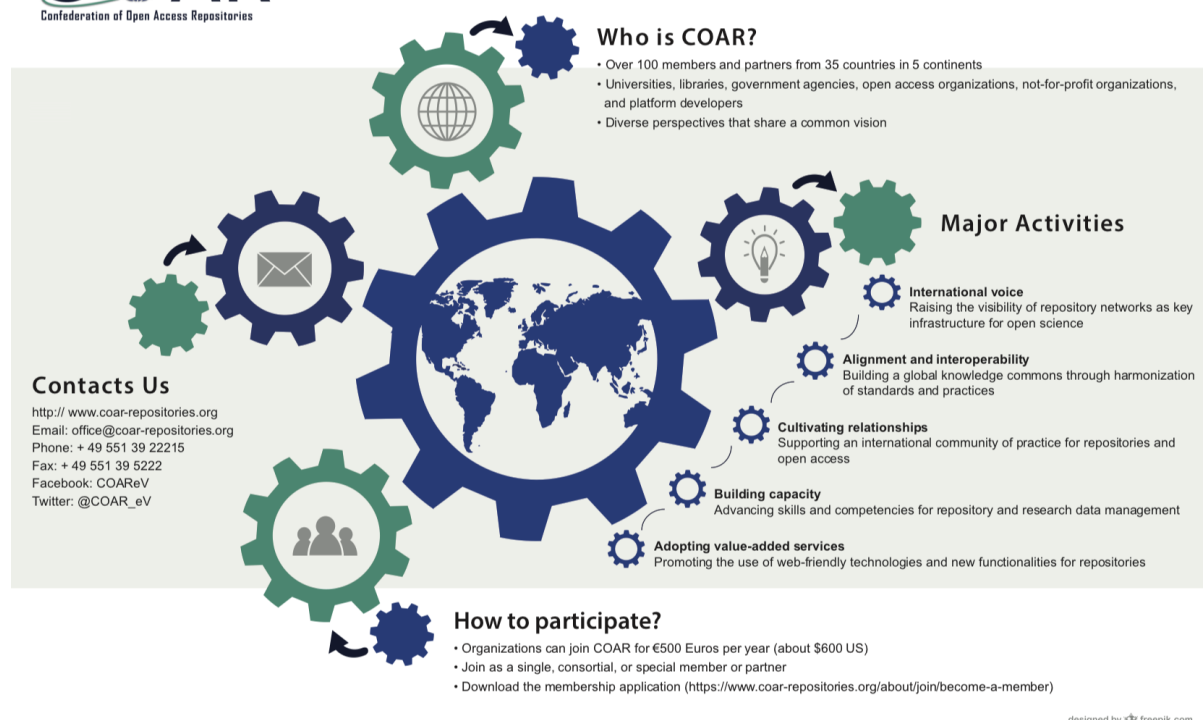 Confederation of Open Access Repositories
Who is COAR?
• Over 100 members and partners from 35 countries in 5 continents
• Universities, libraries, government agencies, open access organizations, not-for-profit organizations,
and platform developers
• Diverse perspectives that share a common vision
Major Activities
International voice
Raising the visibility of repository networks as key
infrastructure for open science
Alignment and interoperability
Building a global knowledge commons through harmonization
of standards and practices
Cultivating relationships
Supporting an international community of practice for repositories and
open access
Building capacity
Advancing skills and competencies for repository and research data management
Adopting value-added services
Promoting the use of web-friendly technologies and new functionalities for repositories
Contacts Us
http:// www.coar-repositories.org
Email: office@coar-repositories.org
Phone: + 49 551 39 22215
Fax: + 49 551 39 5222
Facebook: COAReV
Twitter: @COAR_eV
How to participate?
• Organizations can join COAR for €500 Euros per year (about $600 US)
• Join as a single, consortial, or special member or partner
• Download the membership application (https://www.coar-repositories.org/about/join/become-a-member)
designed by freepik.com